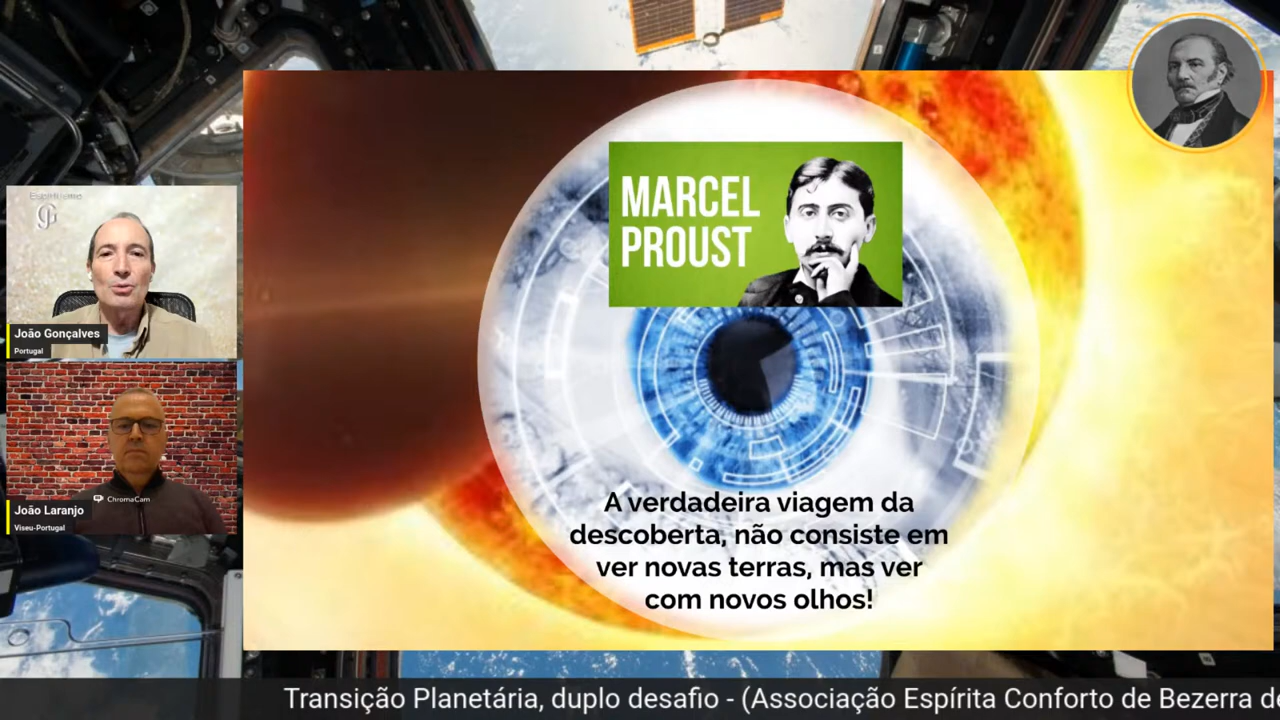 Espiritismo
João Gonçalves
Portugal
ChromaCam
João Laranjo
Viseu-Portugal
MARCEL
PROUST
A verdadeira viagem da
descoberta, não consiste em
ver novas terras, mas ver
com novos olhos!
Transição Planetária, duplo desafio - (Associação Espírita Conforto de Bezerra de